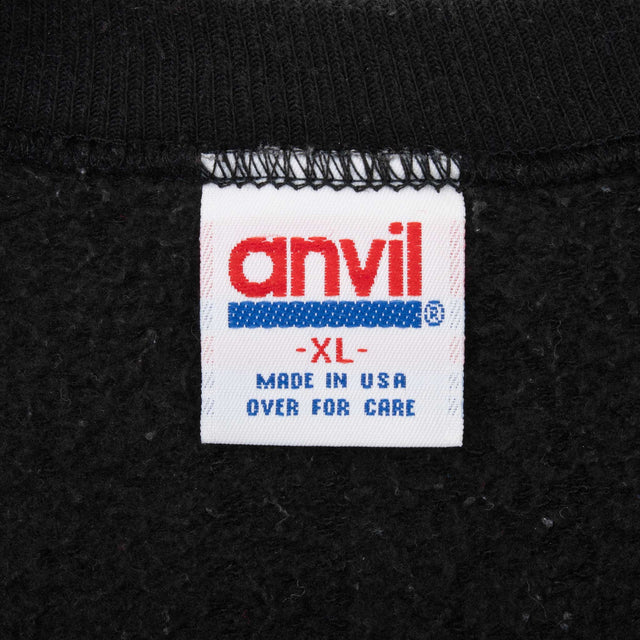 anvil
®
-XL-
MADE IN USA
OVER FOR CARE